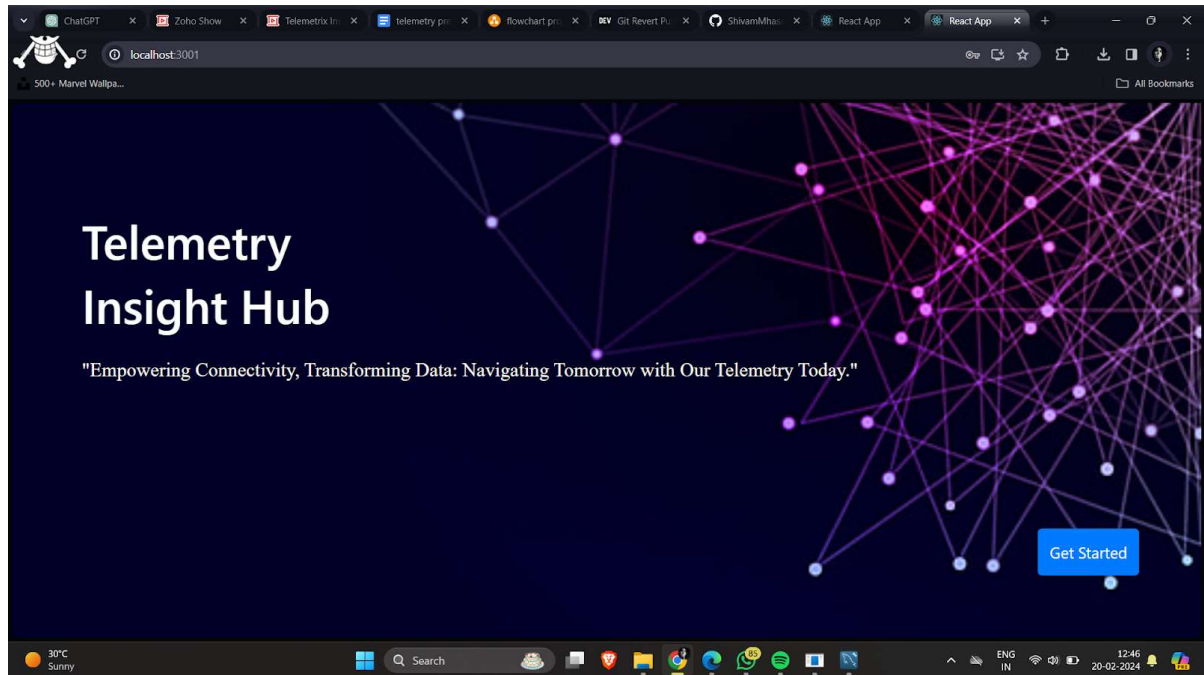 ChatGPT
Zoho Show
Telemetrix In
telemetry pr
flowchart pro
DEV Git Revert Pu
ShivamMhas
React App
React App
localhost:3001
500+ Marvel Wallpa...
All Bookmarks
Telemetry
Insight Hub
"Empowering Connectivity, Transforming Data: Navigating Tomorrow with Our Telemetry Today."
Get Started
30°C
Sunny
Search
85
ENG
IN
12:46
20-02-2024
PRE